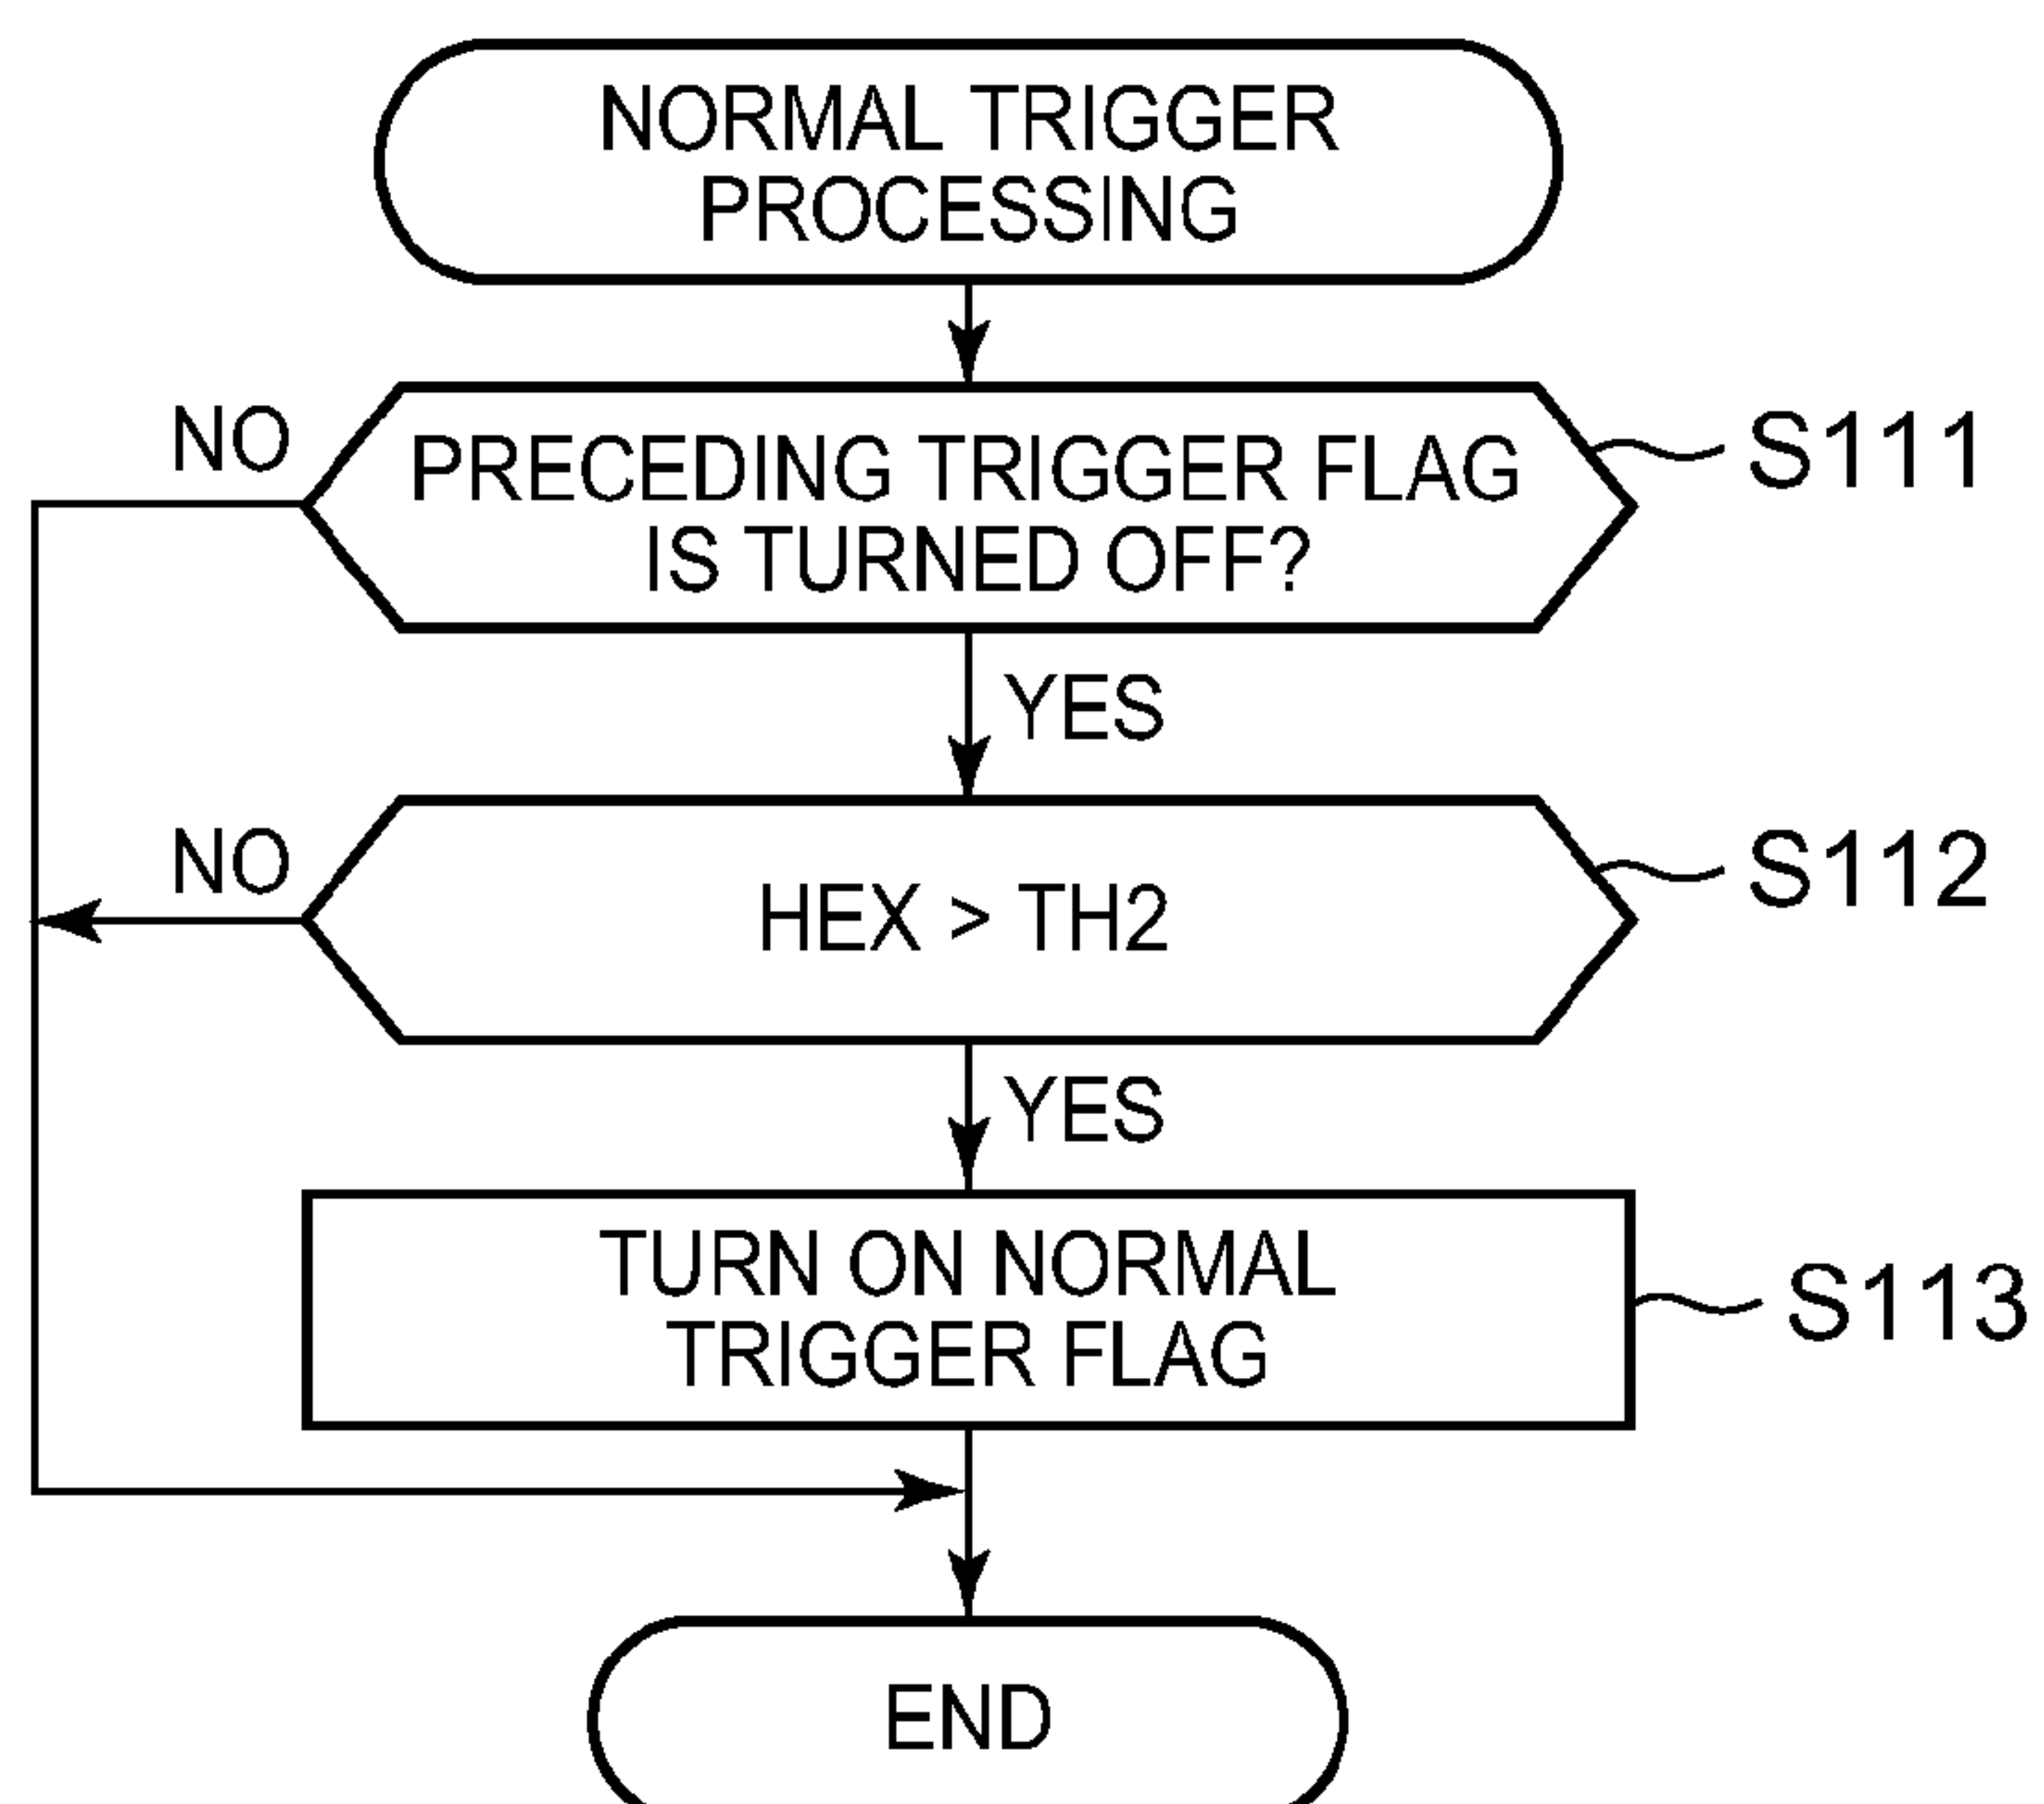 NORMAL TRIGGER
PROCESSING
NO
PRECEDING TRIGGER FLAG
IS TURNED OFF?
S111
YES
NO
HEX > TH2
S112
YES
TURN ON NORMAL
TRIGGER FLAG
S113
END